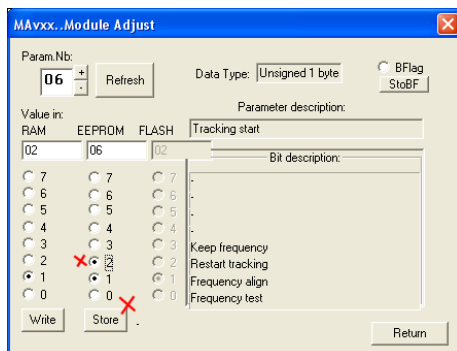 MAvxx..Module Adjust
Param.Nb:
06 + - Refresh
Data Type: Unsigned 1 byte
BFlag
StoBF
Value in:
RAM EEPROM FLASH
02 06 02
Parameter description:
Tracking start
Bit description:
7 7 7 -
6 6 6 -
5 5 5 -
4 4 4 -
3 3 3 Keep frequency
2 2 2 Restart tracking
1 1 1 Frequency align
0 0 0 Frequency test
Write Store -
Return